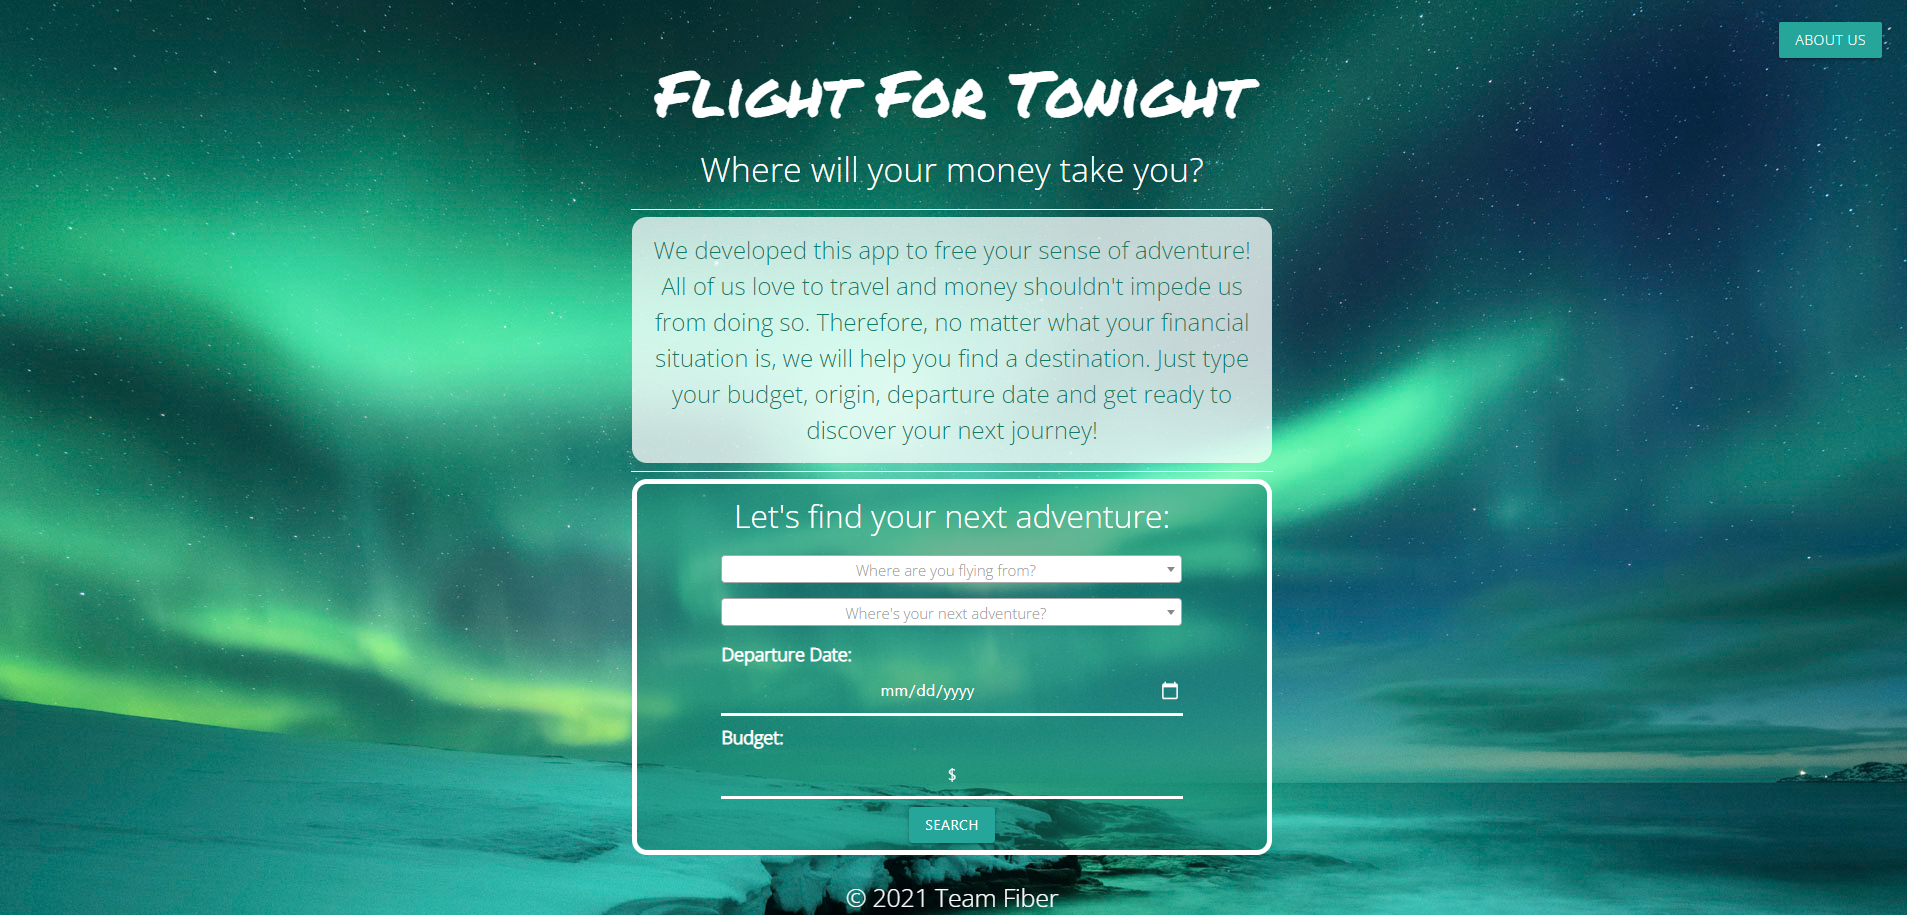 ABOUT US
Flight For Tonight
Where will your money take you?
We developed this app to free your sense of adventure!
All of us love to travel and money shouldn't impede us
from doing so. Therefore, no matter what your financial
situation is, we will help you find a destination. Just type
your budget, origin, departure date and get ready to
discover your next journey!
Let's find your next adventure:
Where are you flying from?
Where's your next adventure?
Departure Date:
mm/dd/yyyy
Budget:
$
SEARCH
© 2021 Team Fiber